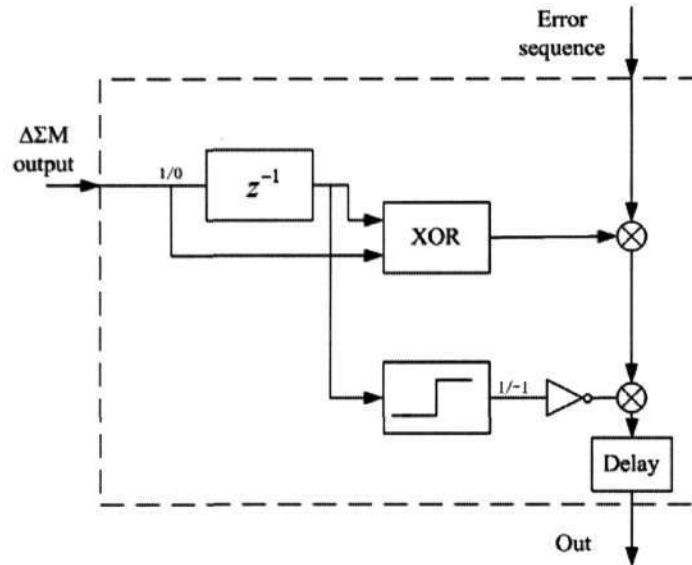 Error
sequence
ΔΣM
output
1/0
z⁻¹
XOR
1/-1
Delay
Out